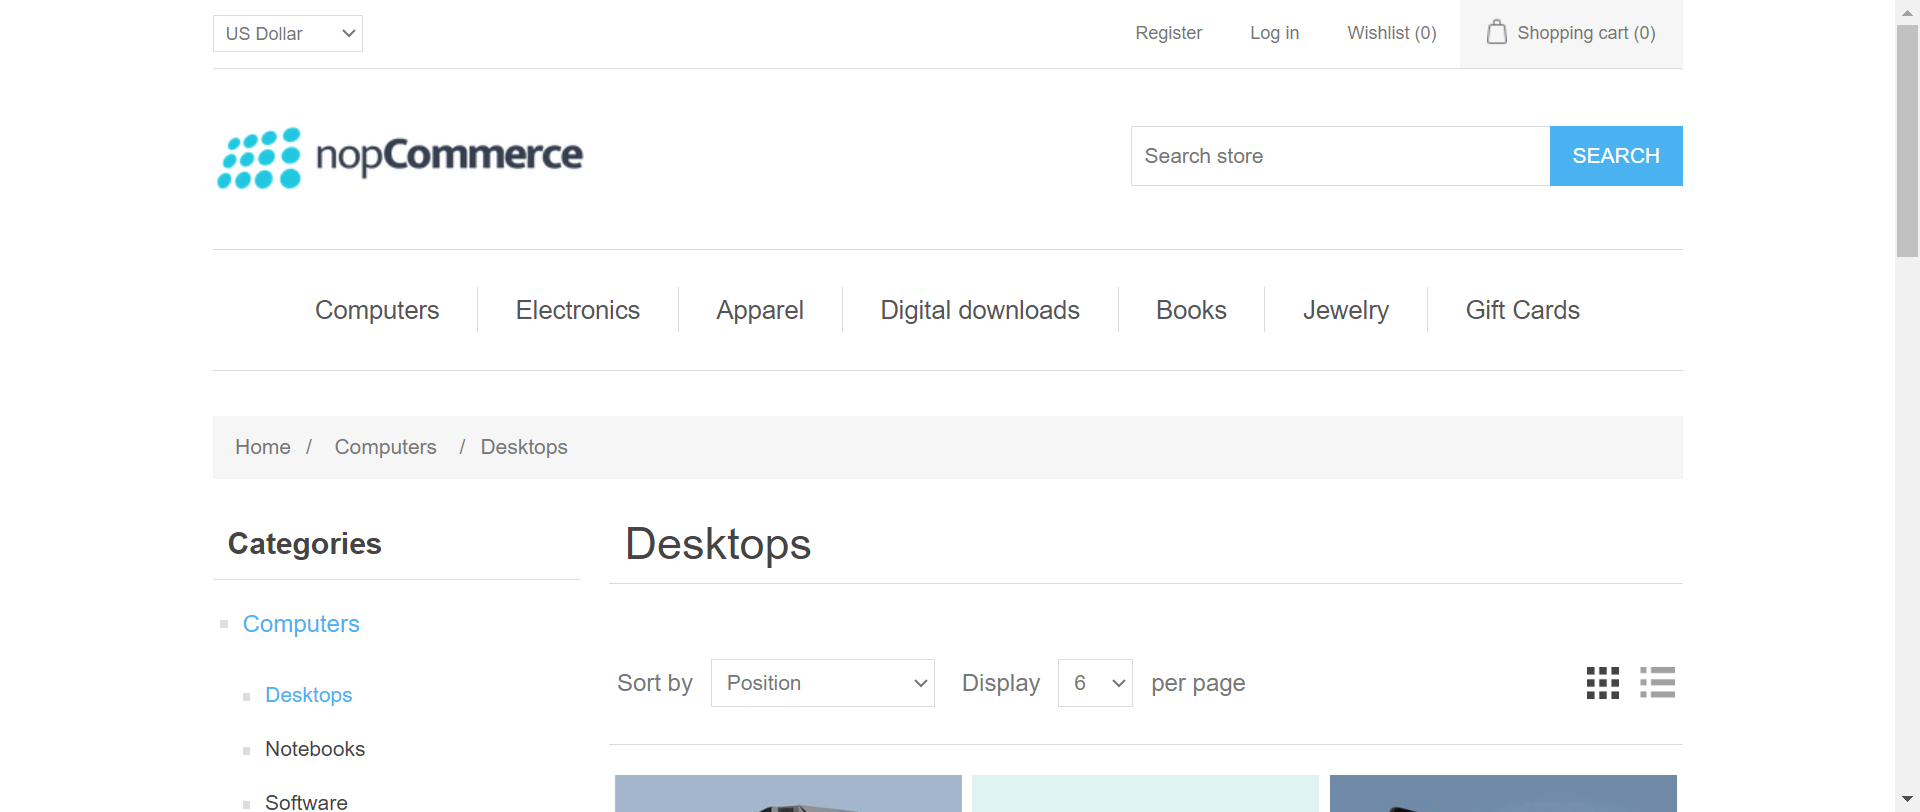 US Dollar
Register
Log in
Wishlist (0)
Shopping cart (0)
nopCommerce
Search store
SEARCH
Computers
Electronics
Apparel
Digital downloads
Books
Jewelry
Gift Cards
Home / Computers / Desktops
Categories
Computers
Desktops
Notebooks
Software
Desktops
Sort by Position Display 6 per page